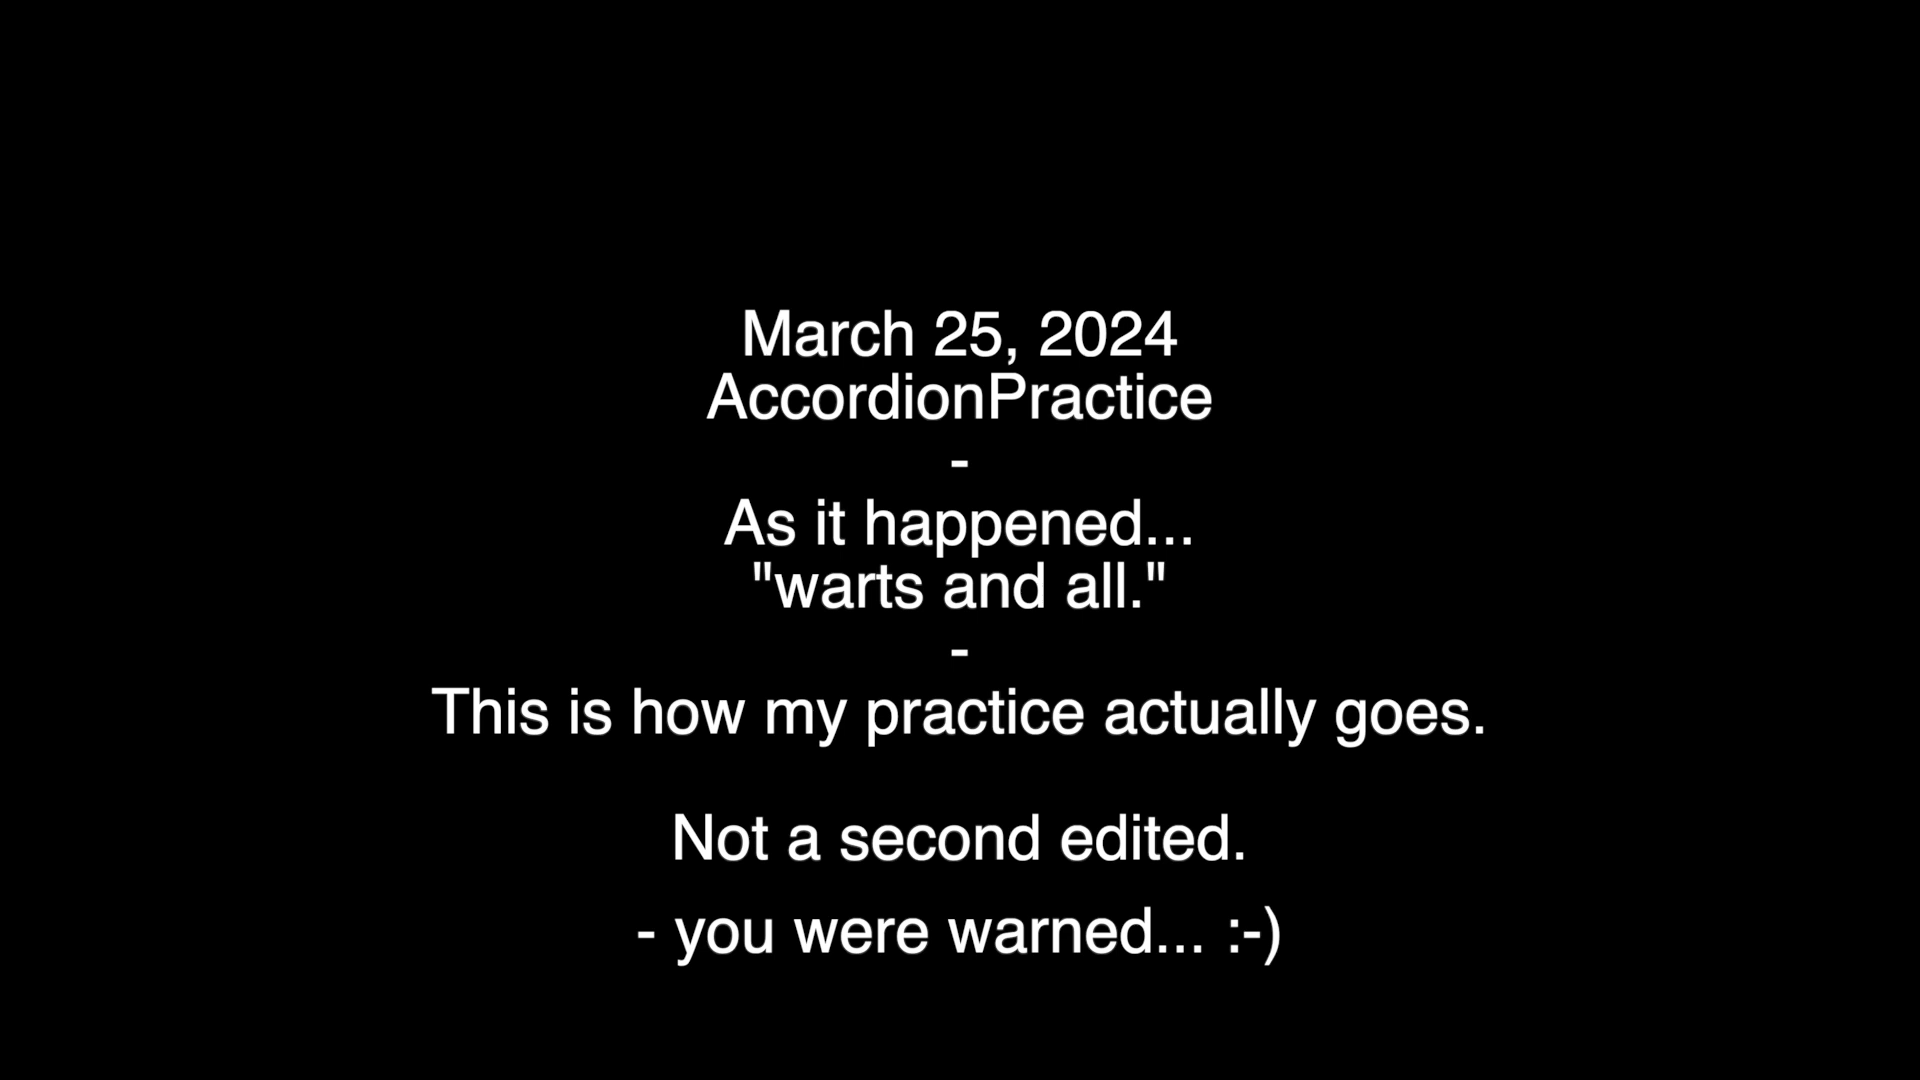 March 25, 2024
AccordionPractice
-
As it happened...
"warts and all."
-
This is how my practice actually goes.
Not a second edited.
- you were warned... :-)